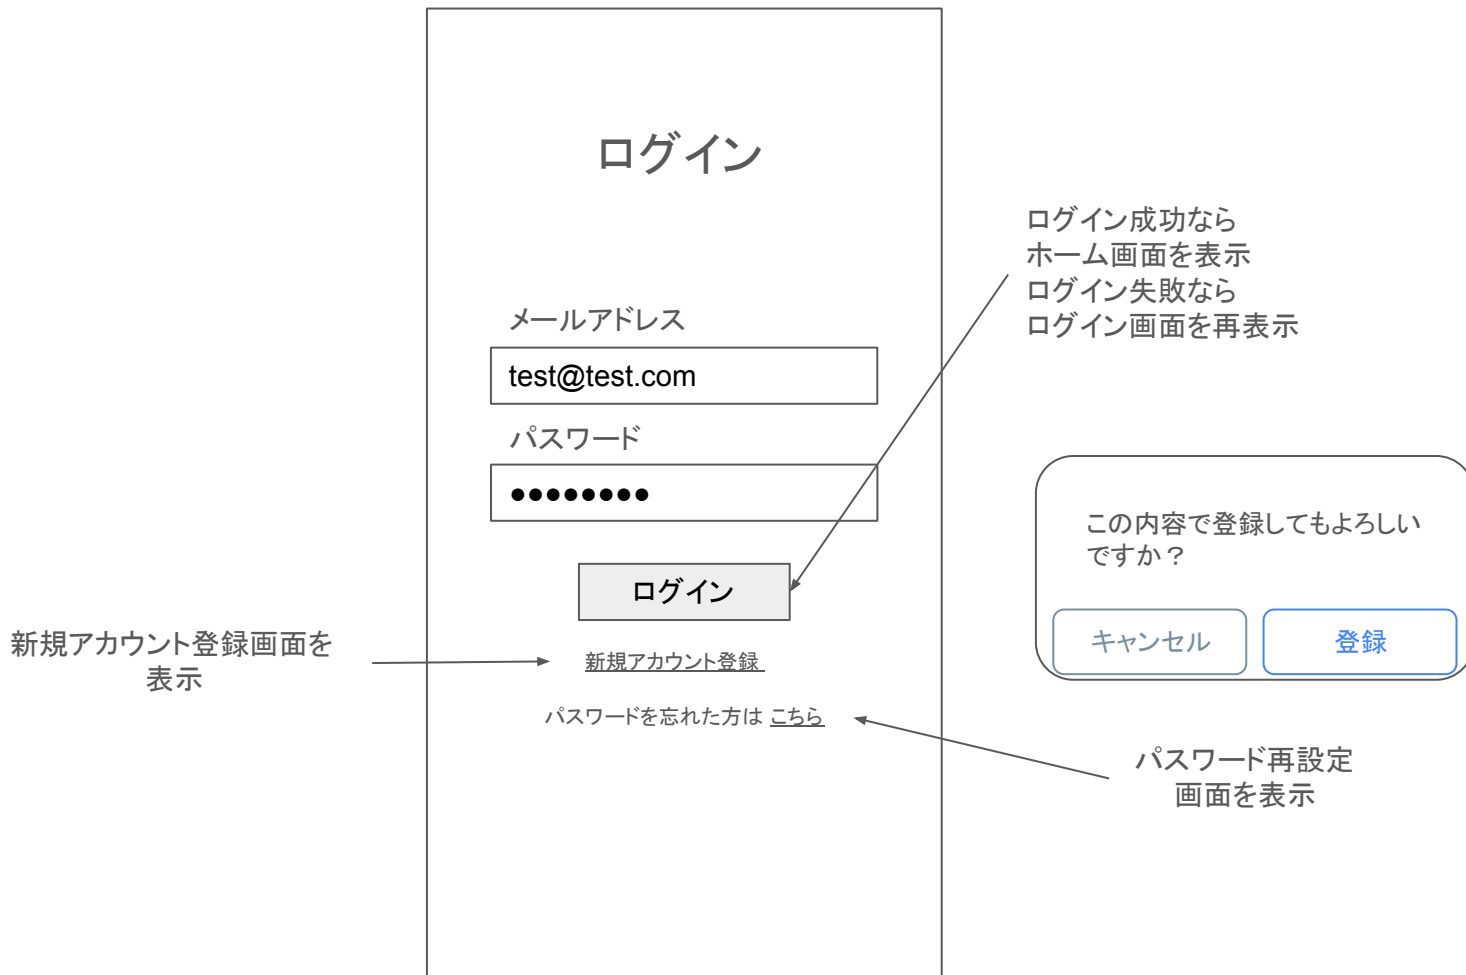 ログイン
ログイン成功なら
ホーム画面を表示
ログイン失敗なら
ログイン画面を再表示
メールアドレス
test@test.com
パスワード
●●●●●●●●
ログイン
新規アカウント登録画面を
表示
新規アカウント登録
パスワードを忘れた方は こちら
この内容で登録してもよろしい
ですか？
キャンセル
登録
パスワード再設定
画面を表示